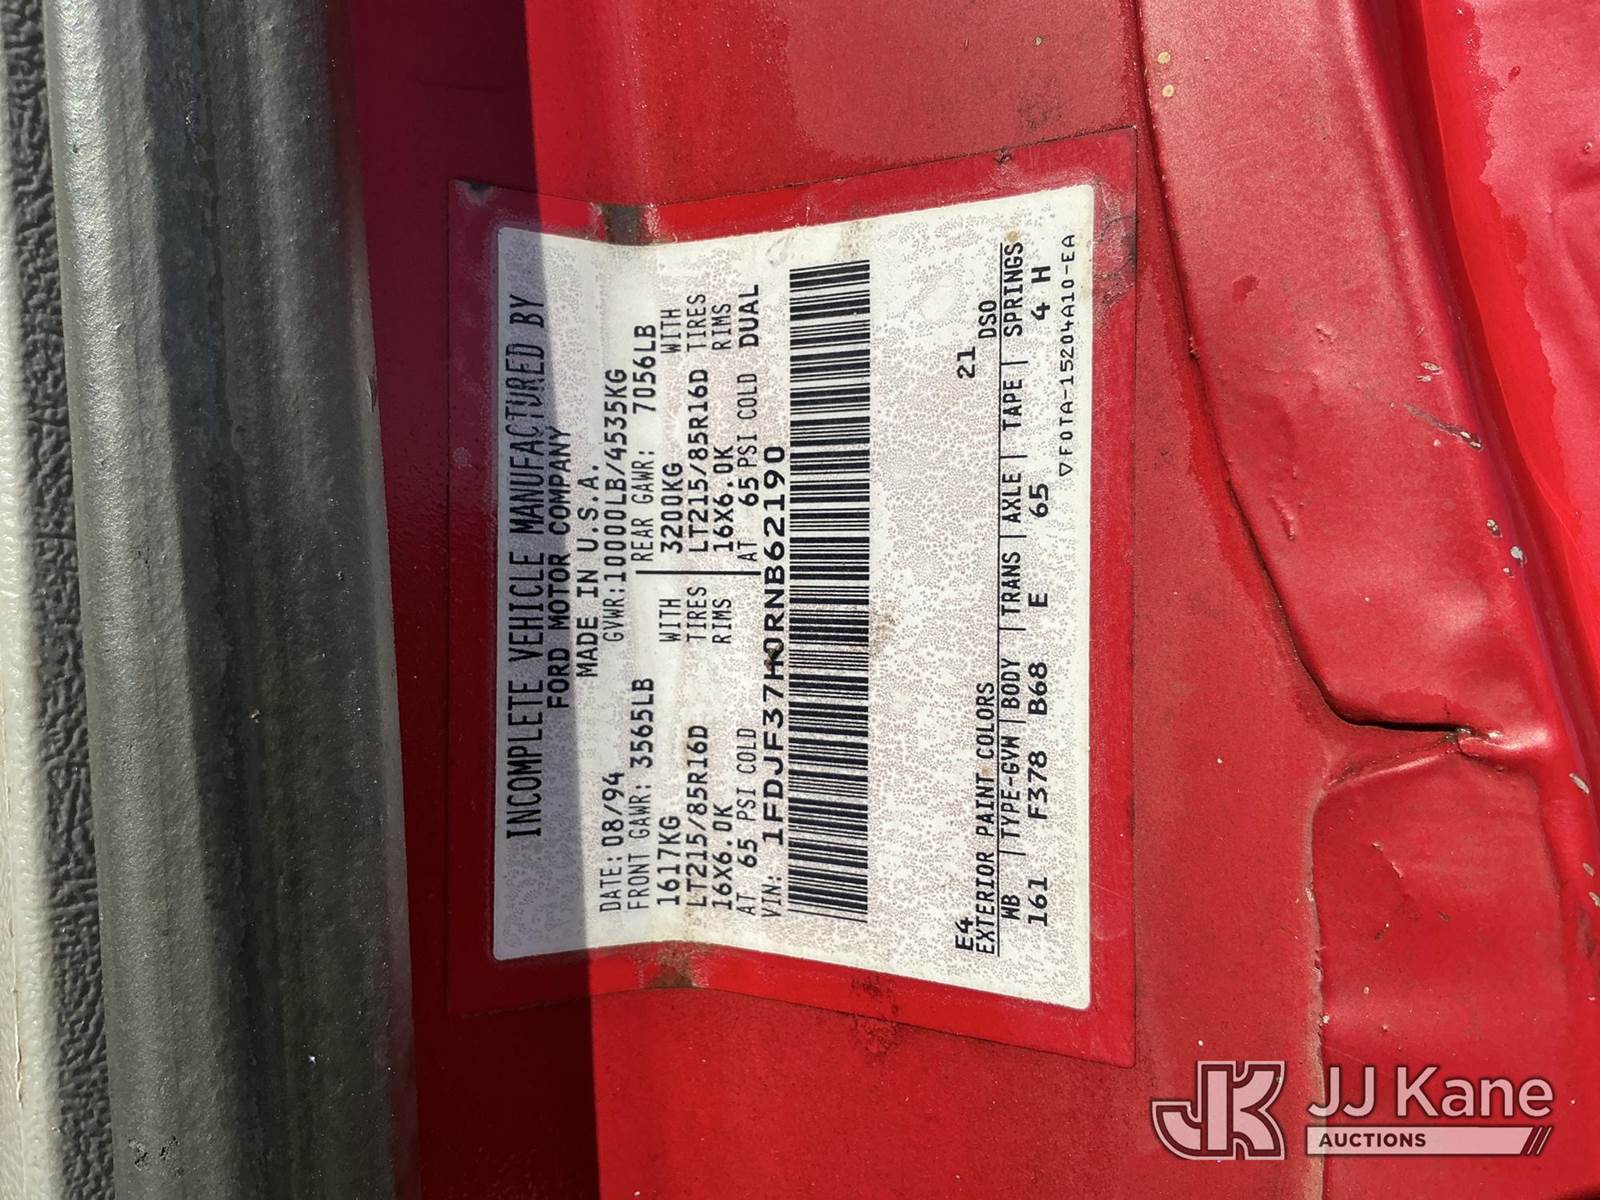 INCOMPLETE VEHICLE MANUFACTURED BY
FORD MOTOR COMPANY
MADE IN U.S.A.
DATE: 08/94 GVWR: 10000LB/4535KG
FRONT GAWR: 3565LB REAR GAWR: 7056LB
1617KG WITH 3200KG WITH
LT215/85R16D TIRES LT215/85R16D TIRES
16X6.0K RIMS 16X6.0K RIMS
AT 65 PSI COLD AT 65 PSI COLD DUAL
VIN: 1FDJF37H0RNB62190
E4 21
EXTERIOR PAINT COLORS DSO
WB | TYPE-GVW | BODY | TRANS | AXLE | TAPE | SPRINGS
161 F378 B68 E 65 4 H
▽F0TA-15204A10-EA
JK JJ Kane
AUCTIONS